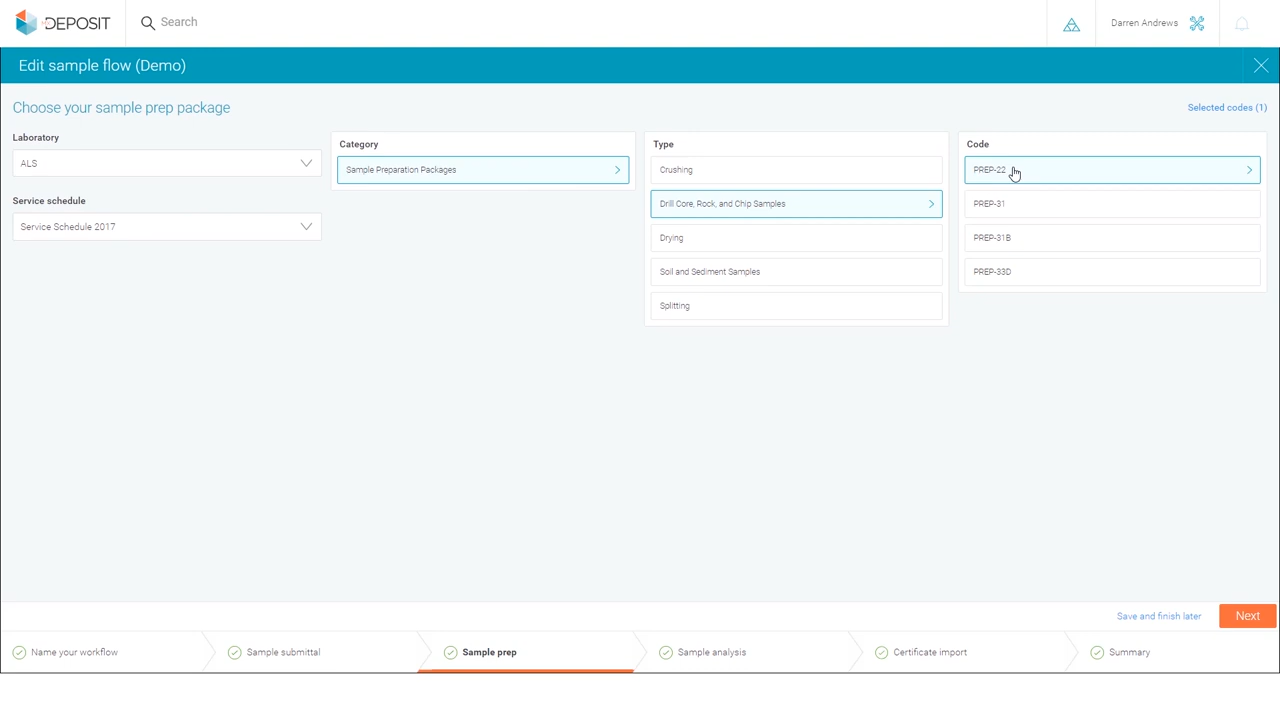 MX DEPOSIT
Search
Darren Andrews
Edit sample flow (Demo)
Choose your sample prep package
Selected codes (1)
Laboratory
ALS
Service schedule
Service Schedule 2017
Category
Sample Preparation Packages
Type
Crushing
Drill Core, Rock, and Chip Samples
Drying
Soil and Sediment Samples
Splitting
Code
PREP-22
PREP-31
PREP-31B
PREP-33D
Save and finish later
Next
Name your workflow
Sample submittal
Sample prep
Sample analysis
Certificate import
Summary